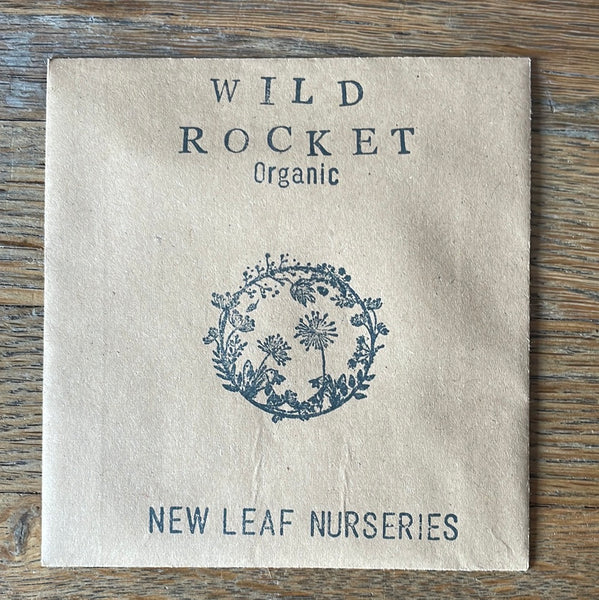 WILD
ROCKET
Organic
NEW LEAF NURSERIES